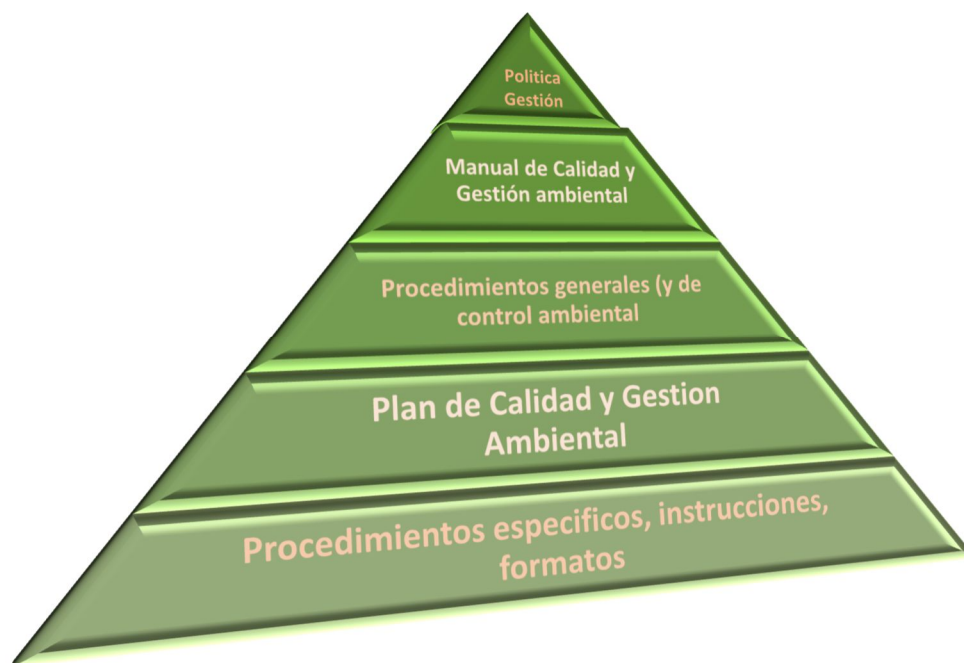 Politica
Gestión
Manual de Calidad y
Gestión ambiental
Procedimientos generales (y de
control ambiental
Plan de Calidad y Gestion
Ambiental
Procedimientos especificos, instrucciones,
formatos